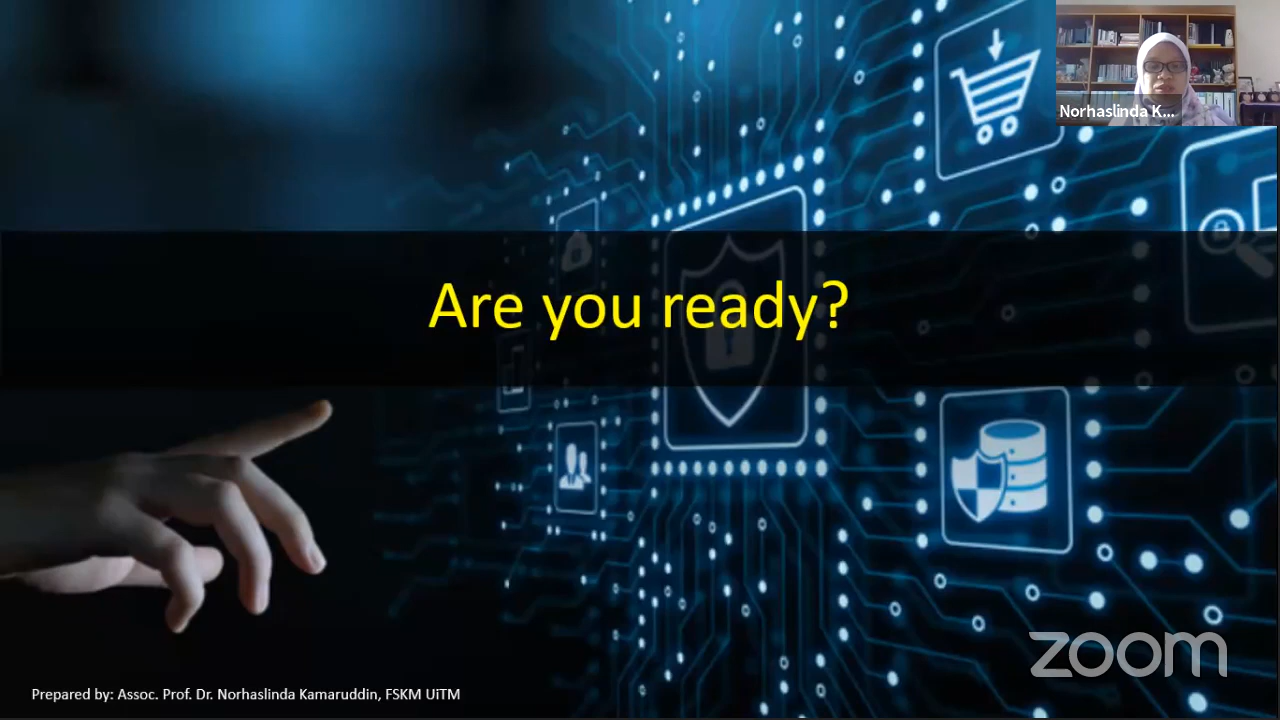 Norhaslinda K...
Are you ready?
zoom
Prepared by: Assoc. Prof. Dr. Norhaslinda Kamaruddin, FSKM UiTM